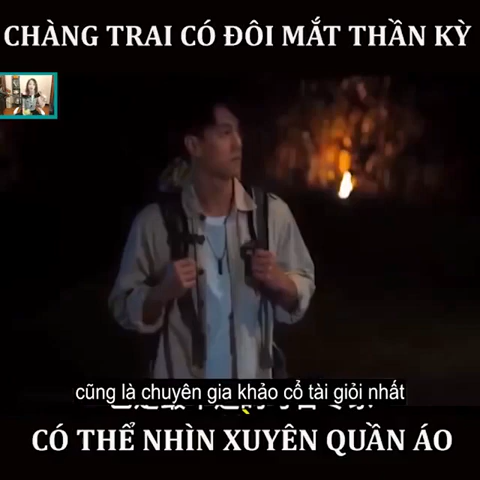 CHÀNG TRAI CÓ ĐÔI MẮT THẦN KỲ
cũng là chuyên gia khảo cổ tài giỏi nhất
CÓ THỂ NHÌN XUYÊN QUẦN ÁO